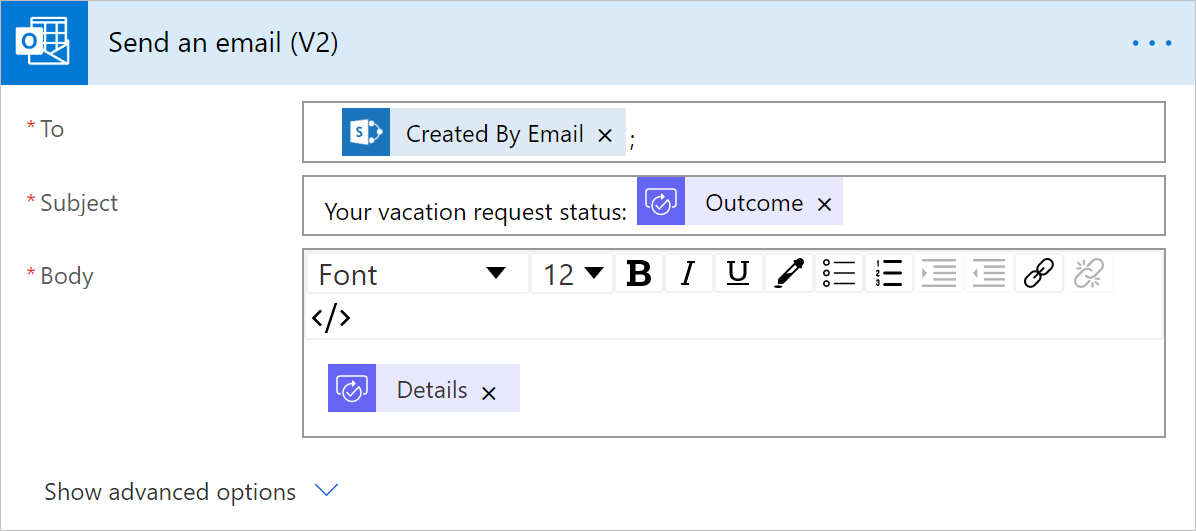 Send an email (V2)
* To
Created By Email × ;
* Subject
Your vacation request status: Outcome ×
* Body
Font 12 B I U
</>
Details ×
Show advanced options